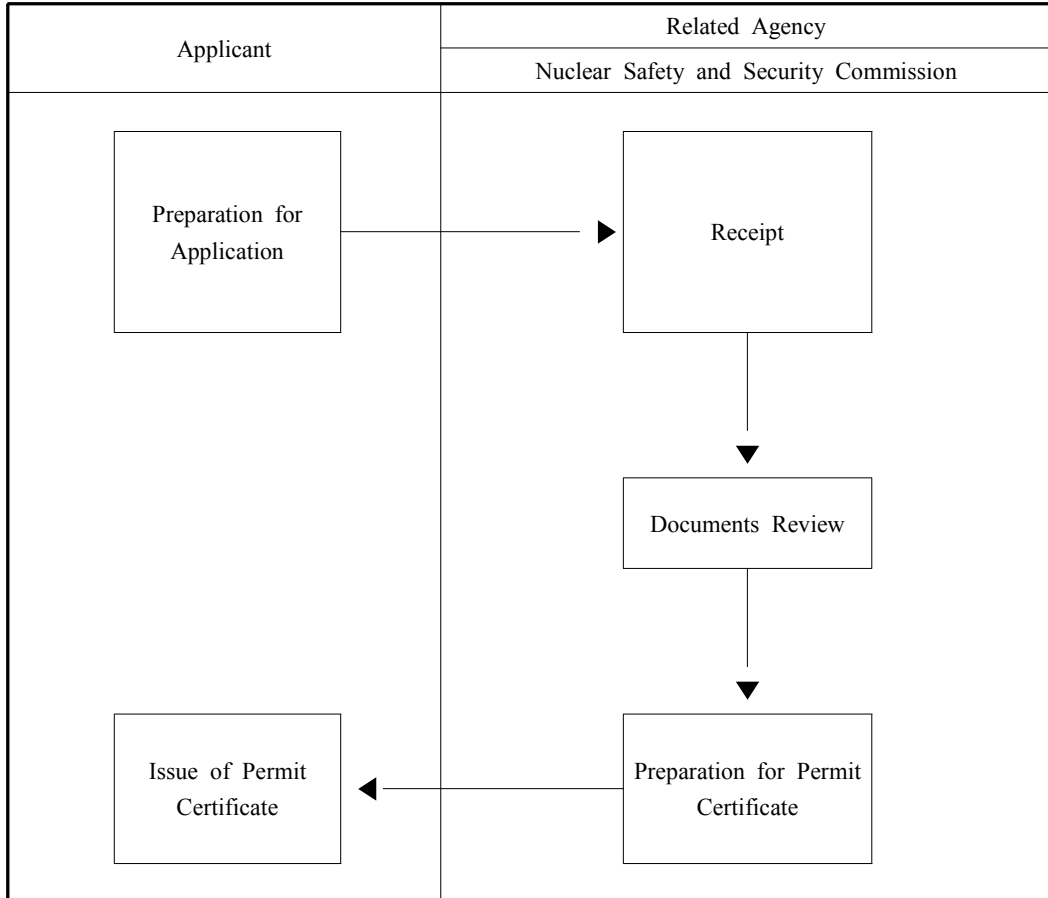 Applicant
Related Agency
Nuclear Safety and Security Commission
Preparation for
Application
Receipt
Documents Review
Issue of Permit
Certificate
Preparation for Permit
Certificate